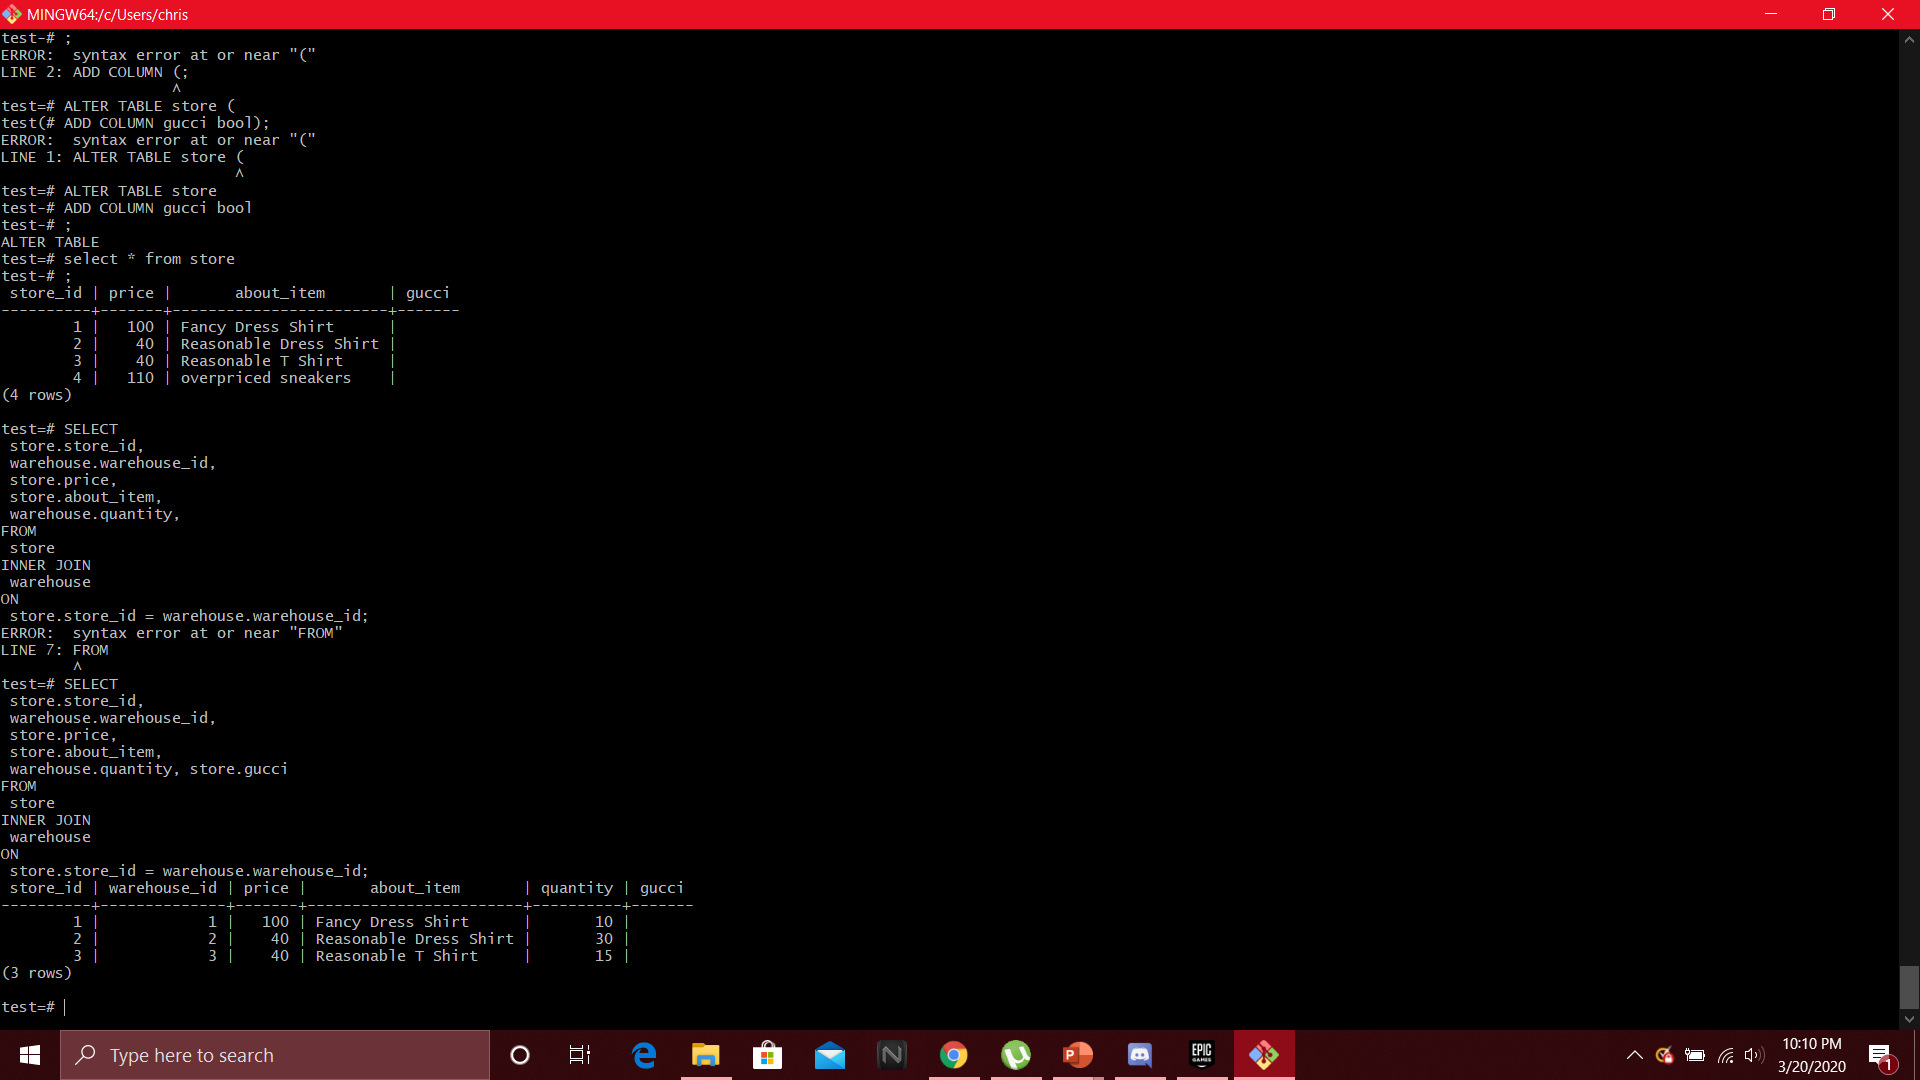 MINGW64:/c/Users/chris
test-# ;
ERROR:  syntax error at or near "("
LINE 2: ADD COLUMN (;
                   ^
test=# ALTER TABLE store (
test(# ADD COLUMN gucci bool);
ERROR:  syntax error at or near "("
LINE 1: ALTER TABLE store (
                          ^
test=# ALTER TABLE store
test-# ADD COLUMN gucci bool
test-# ;
ALTER TABLE
test=# select * from store
test-# ;
 store_id | price |       about_item       | gucci
----------+-------+------------------------+-------
        1 |   100 | Fancy Dress Shirt      |
        2 |    40 | Reasonable Dress Shirt |
        3 |    40 | Reasonable T Shirt     |
        4 |   110 | overpriced sneakers    |
(4 rows)
test=# SELECT
 store.store_id,
 warehouse.warehouse_id,
 store.price,
 store.about_item,
 warehouse.quantity,
FROM
 store
INNER JOIN
 warehouse
ON
 store.store_id = warehouse.warehouse_id;
ERROR:  syntax error at or near "FROM"
LINE 7: FROM
        ^
test=# SELECT
 store.store_id,
 warehouse.warehouse_id,
 store.price,
 store.about_item,
 warehouse.quantity, store.gucci
FROM
 store
INNER JOIN
 warehouse
ON
 store.store_id = warehouse.warehouse_id;
 store_id | warehouse_id | price |       about_item       | quantity | gucci
----------+--------------+-------+------------------------+----------+-------
        1 |            1 |   100 | Fancy Dress Shirt      |       10 |
        2 |            2 |    40 | Reasonable Dress Shirt |       30 |
        3 |            3 |    40 | Reasonable T Shirt     |       15 |
(3 rows)
test=#
Type here to search
N
P
EPIC
GAMES
10:10 PM
3/20/2020
1